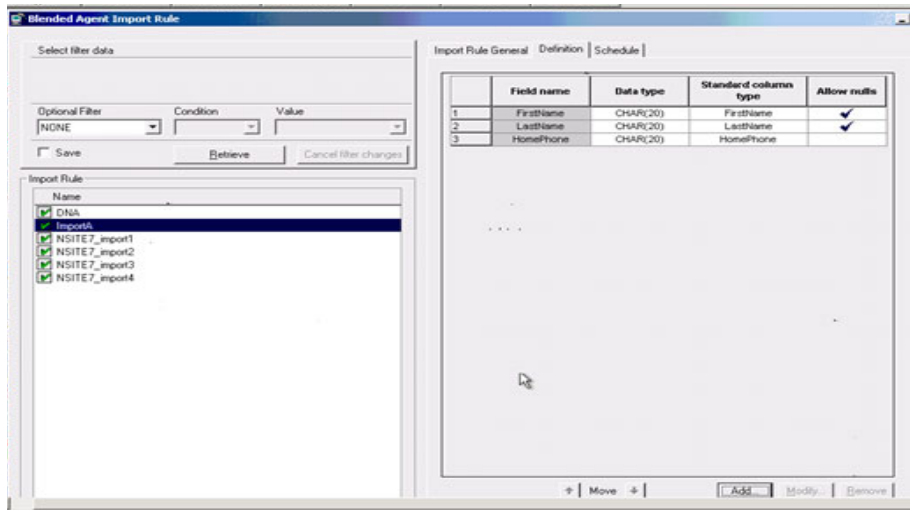 Blended Agent Import Rule
Select filter data
Optional Filter Condition Value
NONE
Save Retrieve Cancel filter changes
Import Rule
Name
DNA
ImportA
NSITE7_import1
NSITE7_import2
NSITE7_import3
NSITE7_import4
Import Rule General Definition Schedule
Field name Data type Standard column type Allow nulls
1 FirstName CHAR(20) FirstName
2 LastName CHAR(20) LastName
3 HomePhone CHAR(20) HomePhone
Move Add... Modify... Remove